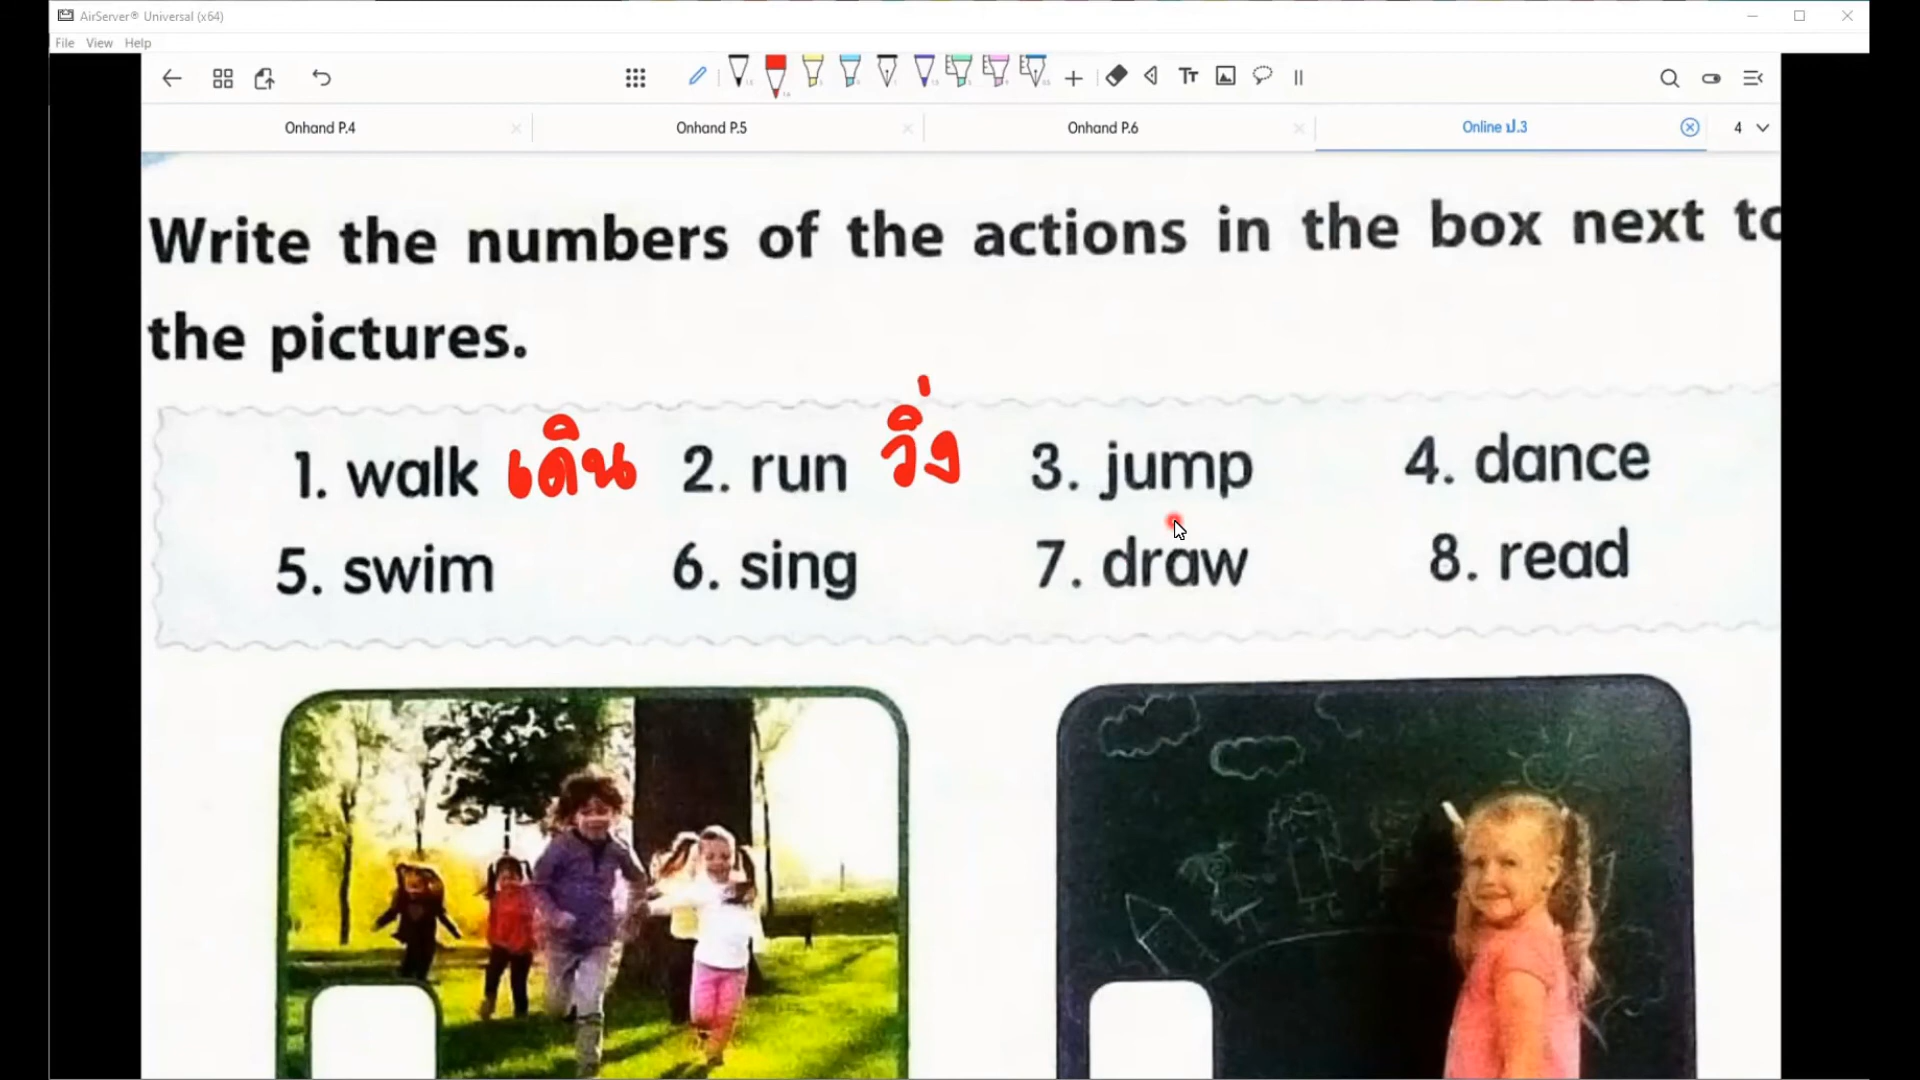 AirServer® Universal (x64)
File View Help
Onhand P.4 Onhand P.5 Onhand P.6 Online ป.3 4
Write the numbers of the actions in the box next to
the pictures.
1. walk เดิน 2. run วิ่ง 3. jump 4. dance
5. swim 6. sing 7. draw 8. read